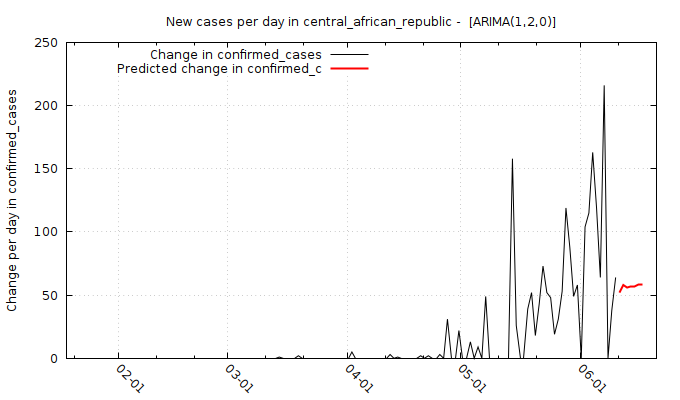 New cases per day in central_african_republic - [ARIMA(1,2,0)]
Change in confirmed_cases
Predicted change in confirmed_c
Change per day in confirmed_cases
250
200
150
100
50
0
02-01
03-01
04-01
05-01
06-01